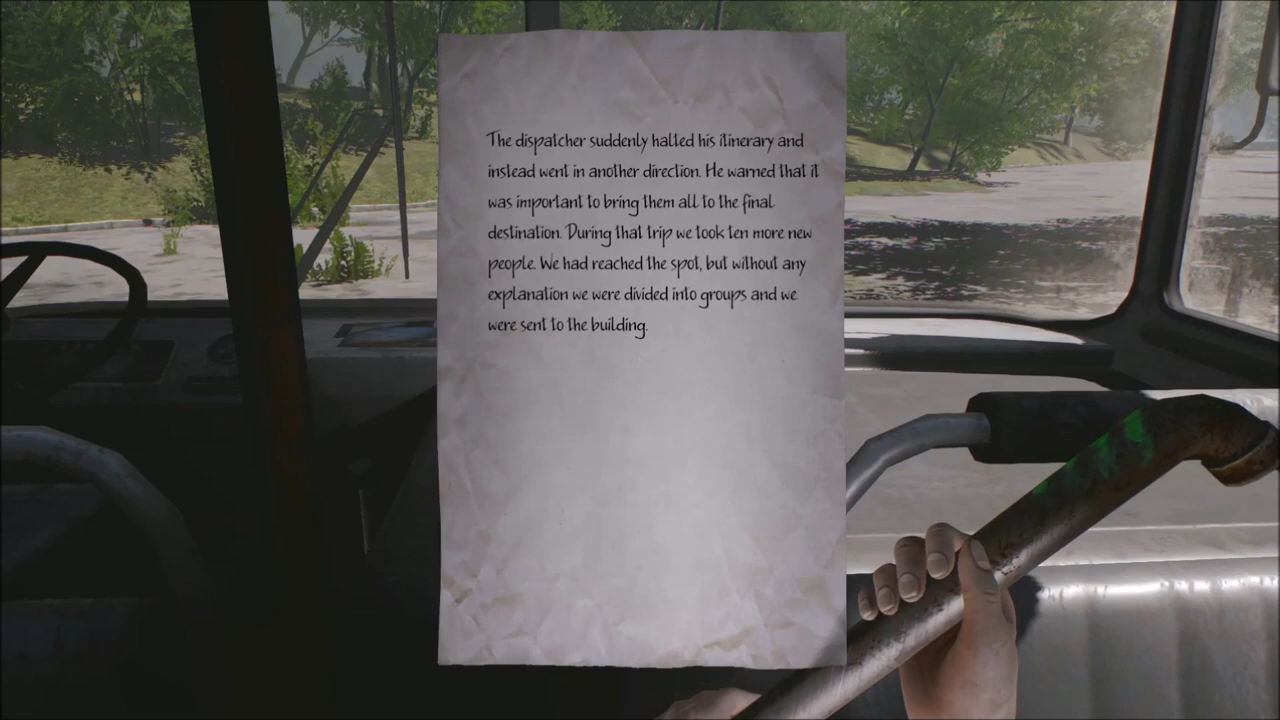 The dispatcher suddenly halted his itinerary and
instead went in another direction. He warned that it
was important to bring them all to the final
destination. During that trip we took ten more new
people. We had reached the spot, but without any
explanation we were divided into groups and we
were sent to the building.